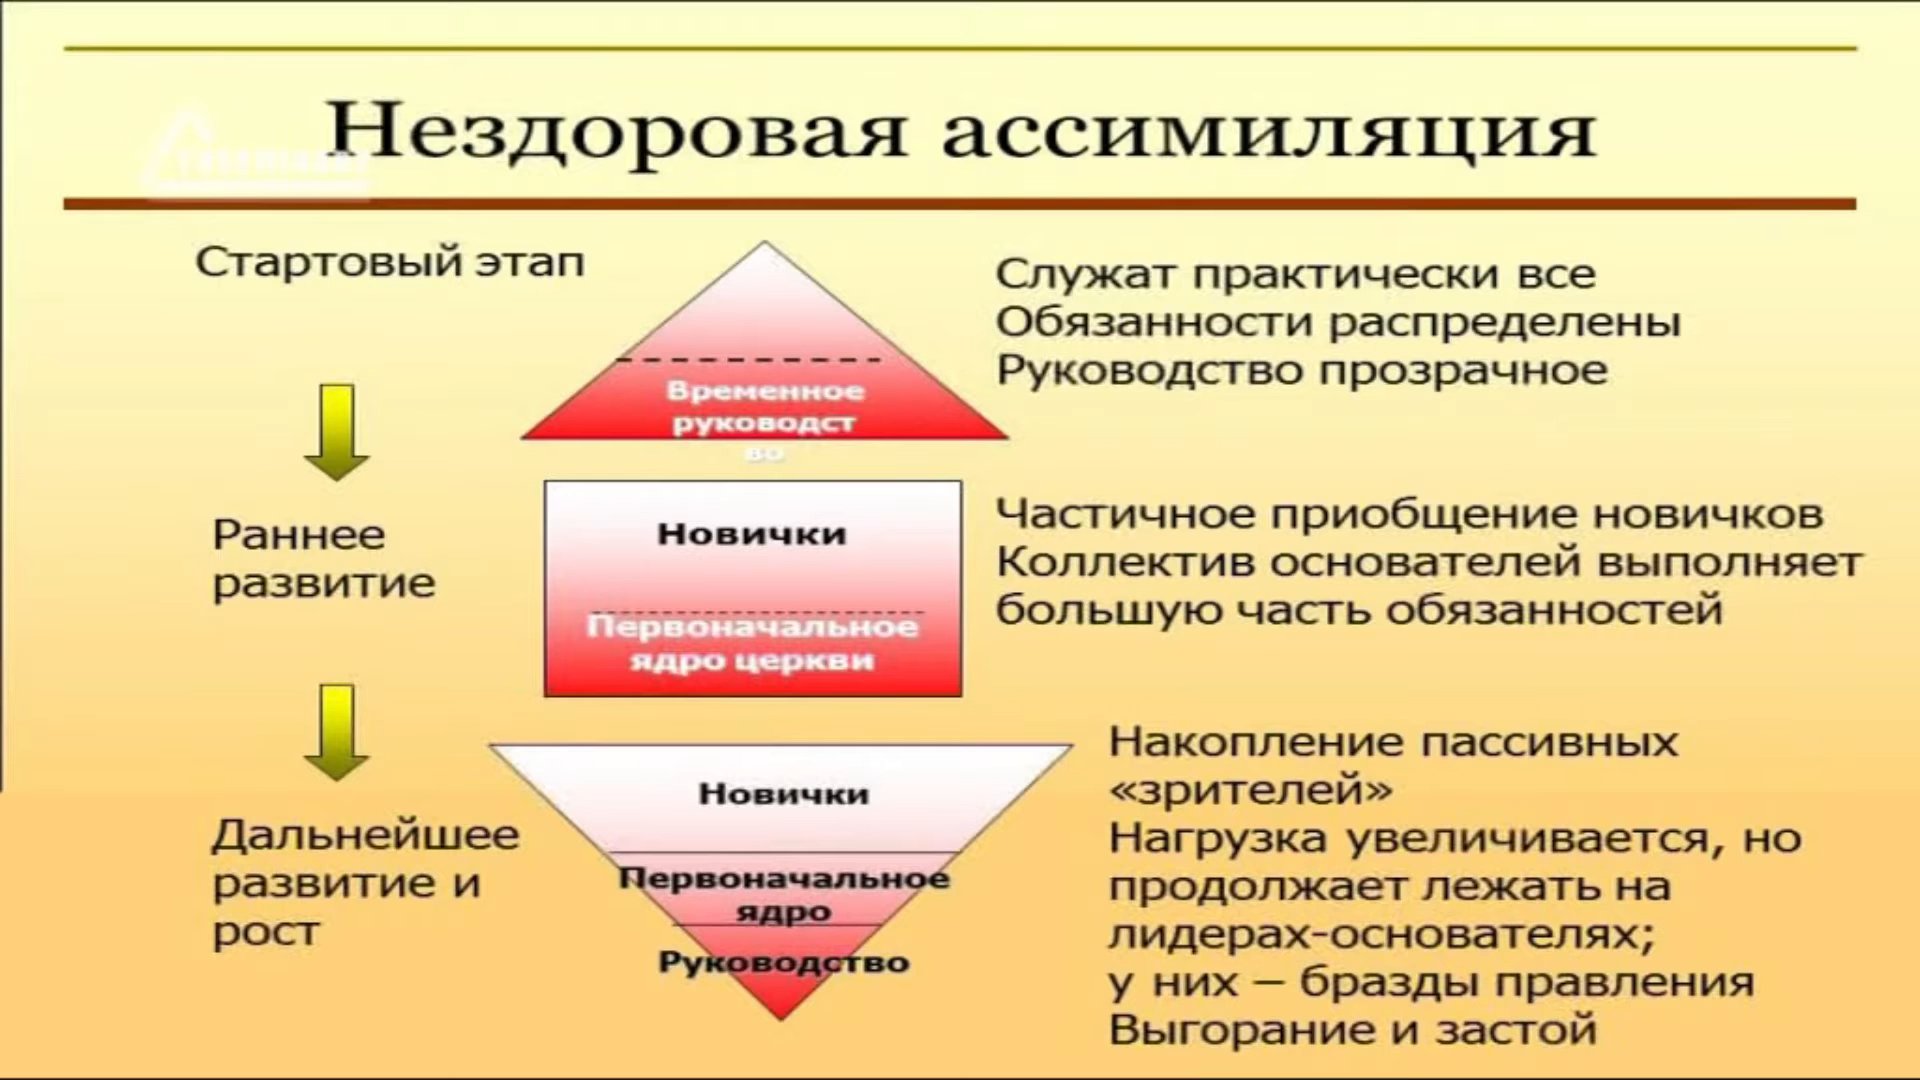 Нездоровая ассимиляция
Стартовый этап
Временное
руководст
во
Служат практически все
Обязанности распределены
Руководство прозрачное
Раннее
развитие
Новички
Первоначальное
ядро церкви
Частичное приобщение новичков
Коллектив основателей выполняет
большую часть обязанностей
Дальнейшее
развитие и
рост
Новички
Первоначальное
ядро
Руководство
Накопление пассивных
«зрителей»
Нагрузка увеличивается, но
продолжает лежать на
лидерах-основателях;
у них – бразды правления
Выгорание и застой